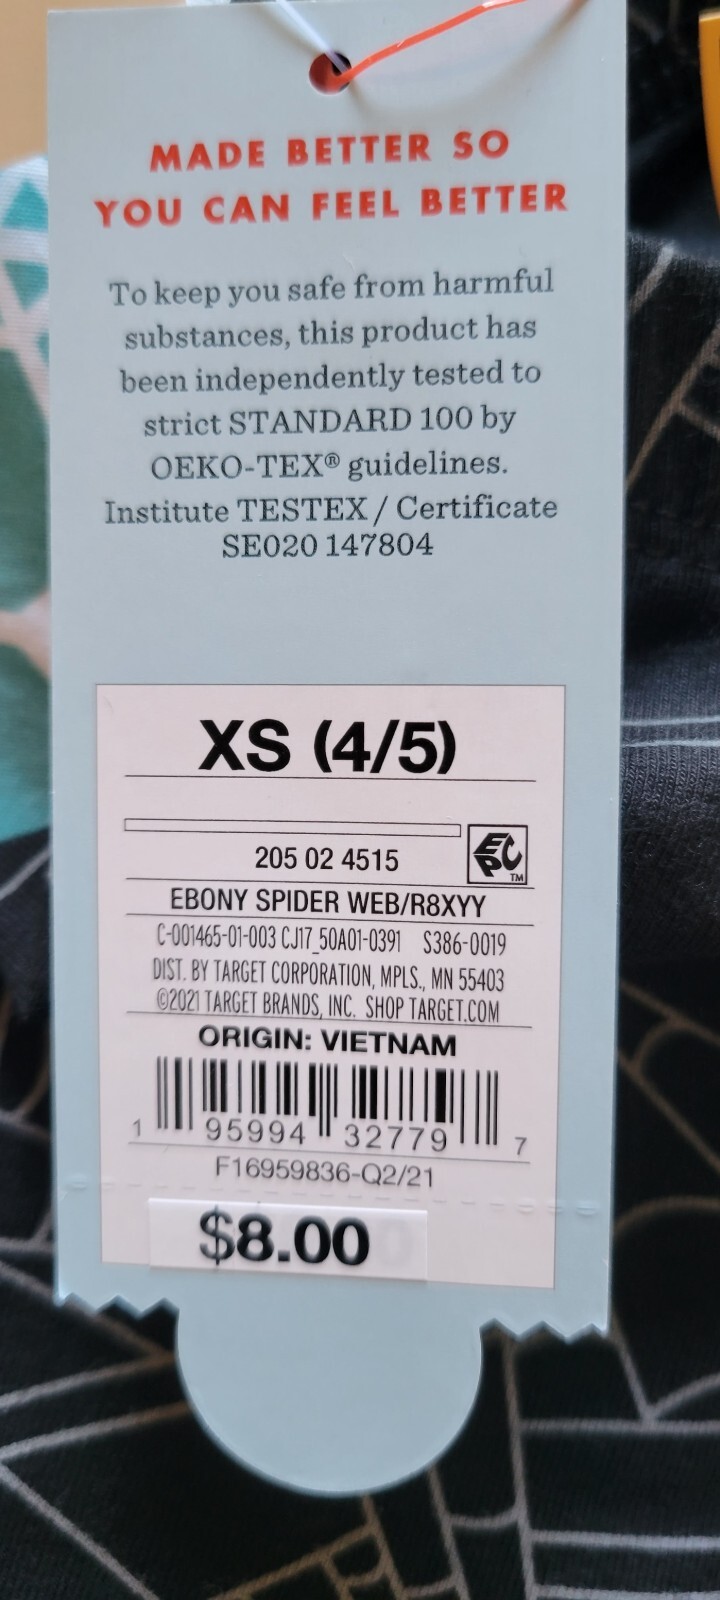 MADE BETTER SO
YOU CAN FEEL BETTER
To keep you safe from harmful
substances, this product has
been independently tested to
strict STANDARD 100 by
OEKO-TEX® guidelines.
Institute TESTEX / Certificate
SE020 147804
XS (4/5)
205 02 4515
EPC
TM
EBONY SPIDER WEB/R8XYY
C-001465-01-003 CJ17_50A01-0391 S386-0019
DIST. BY TARGET CORPORATION, MPLS., MN 55403
©2021 TARGET BRANDS, INC. SHOP TARGET.COM
ORIGIN: VIETNAM
1 95994 32779 7
F16959836-Q2/21
$8.00